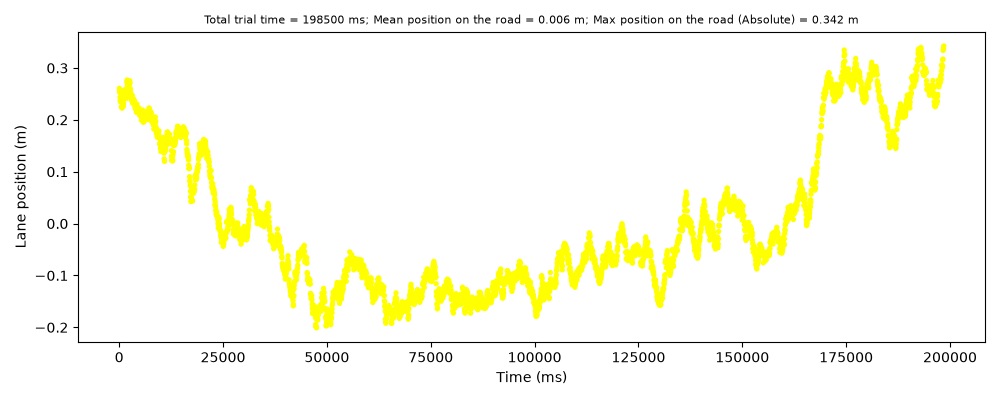 Total trial time = 198500 ms; Mean position on the road = 0.006 m; Max position on the road (Absolute) = 0.342 m
Lane position (m)
0.3
0.2
0.1
0.0
−0.1
−0.2
0 25000 50000 75000 100000 125000 150000 175000 200000
Time (ms)